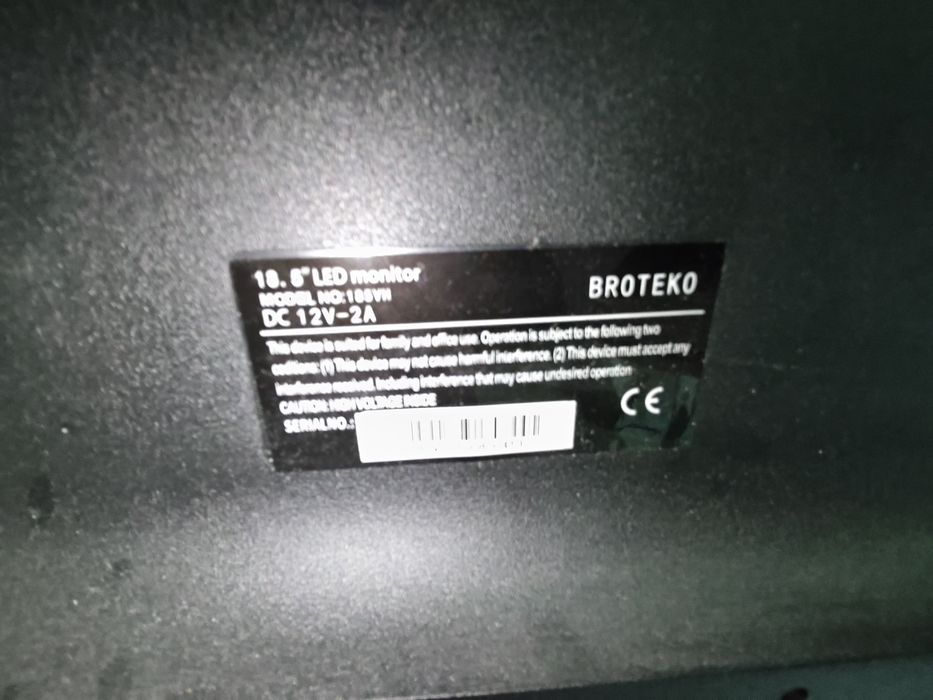 18.5" LED monitor
BROTEKO
MODEL NO:185VH
DC 12V-2A
This device is suited for family and office use. Operation is subject to the following two
conditions: (1) This device may not cause harmful interference. (2) This device must accept any
interference received, including interference that may cause undesired operation
CAUTION: HIGH VOLTAGE INSIDE
SERIAL NO.:
CE